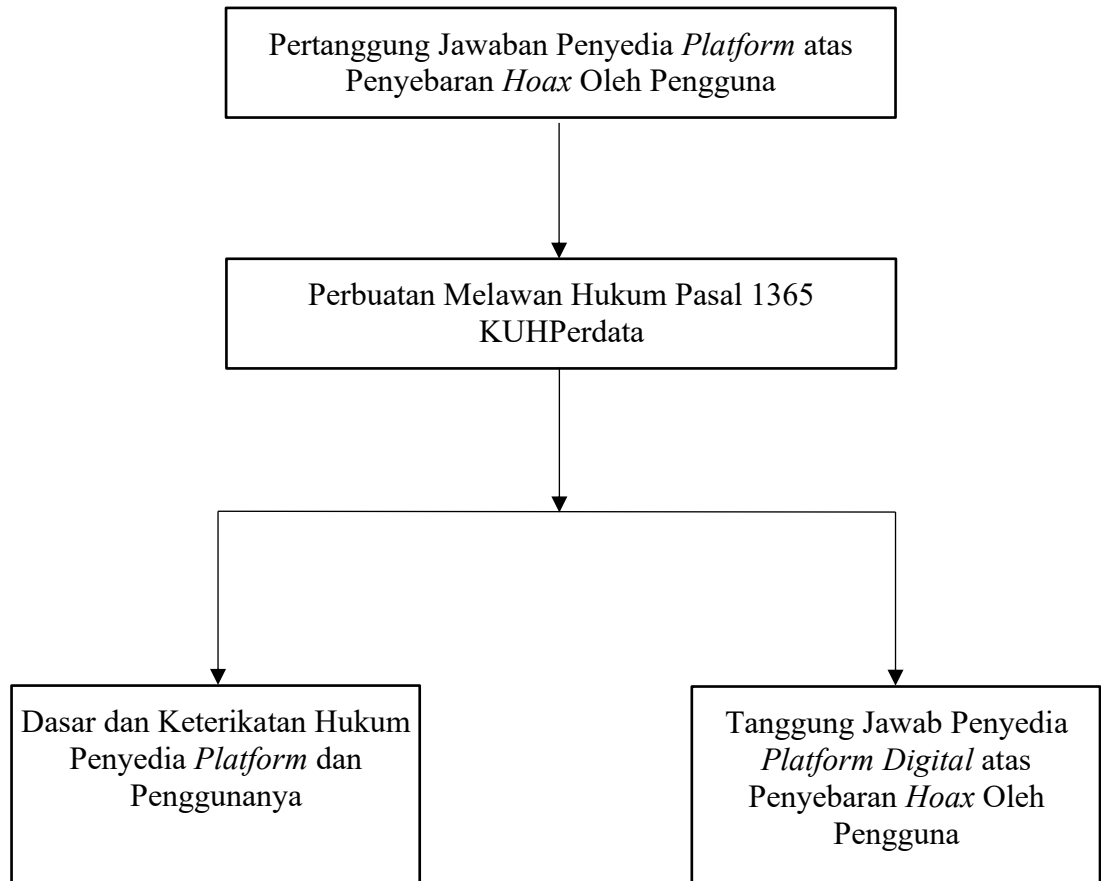 Pertanggung Jawaban Penyedia Platform atas
Penyebaran Hoax Oleh Pengguna
Perbuatan Melawan Hukum Pasal 1365
KUHPerdata
Dasar dan Keterikatan Hukum
Penyedia Platform dan
Penggunanya
Tanggung Jawab Penyedia
Platform Digital atas
Penyebaran Hoax Oleh
Pengguna